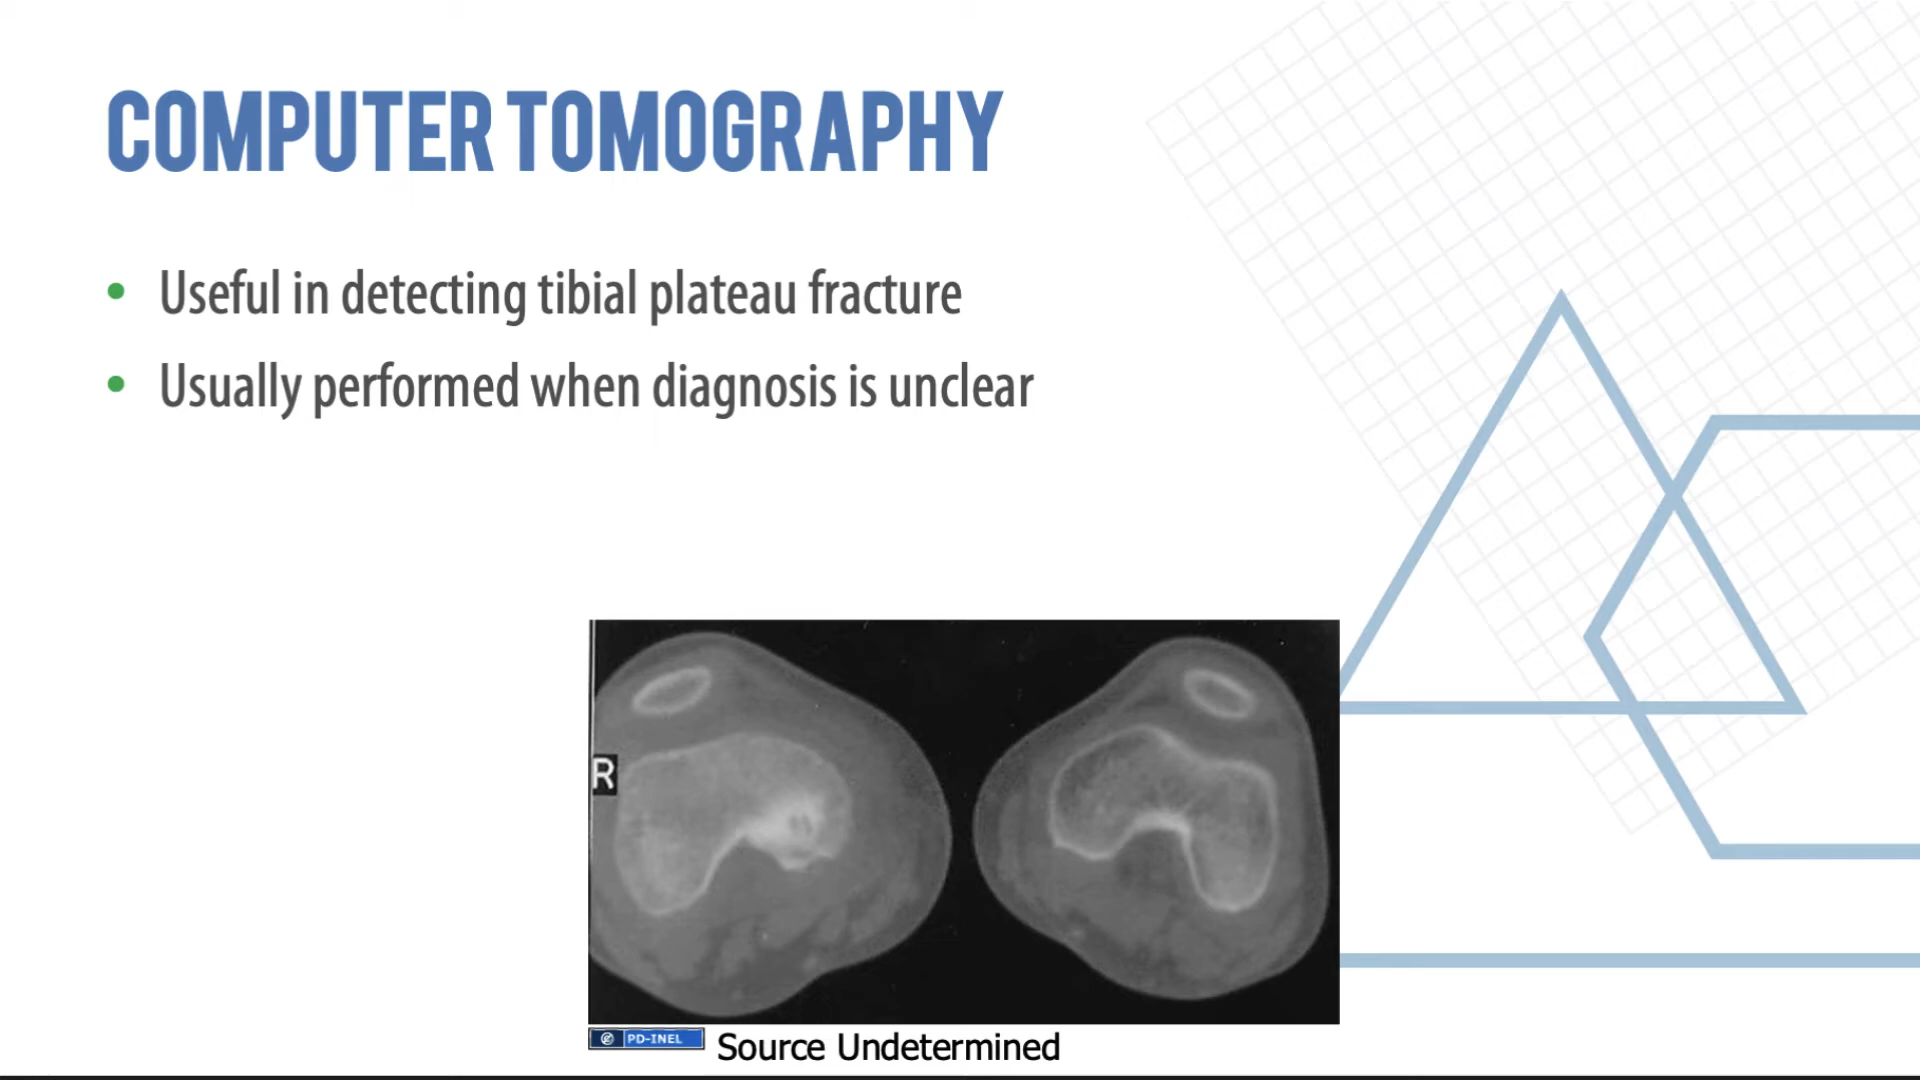 COMPUTER TOMOGRAPHY
• Useful in detecting tibial plateau fracture
• Usually performed when diagnosis is unclear
R
PD-INEL
Source Undetermined